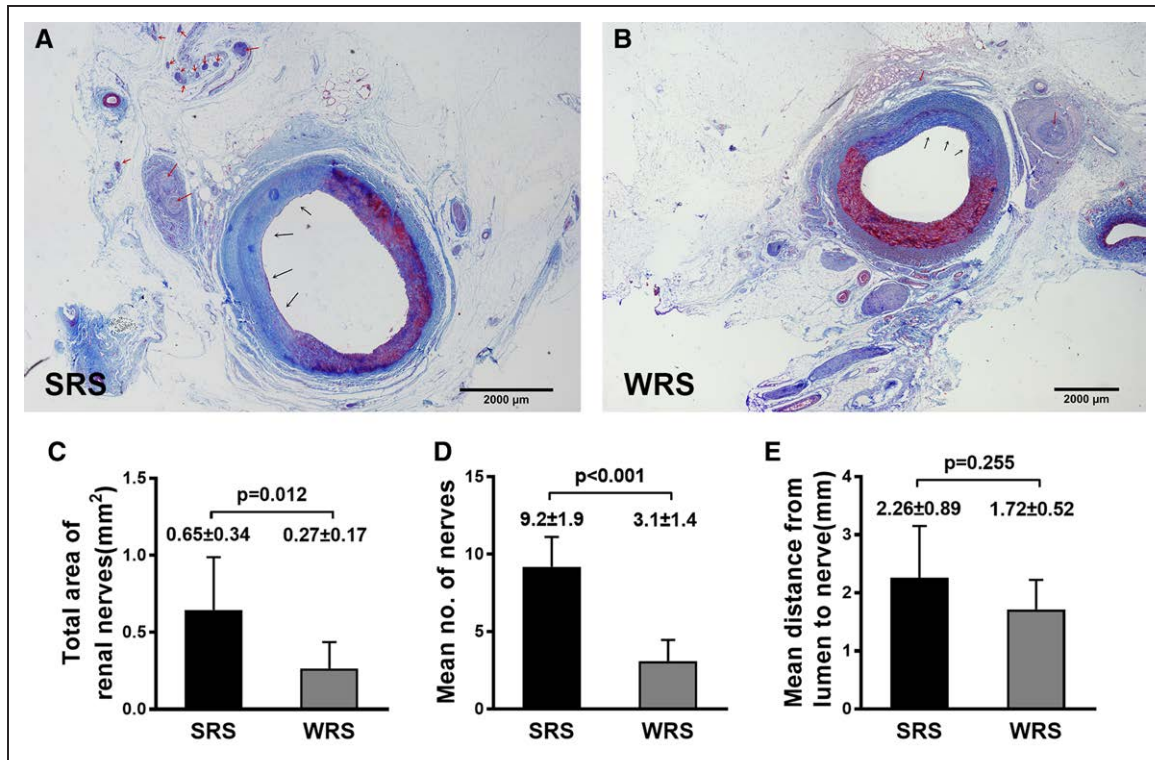 A
SRS
2000 µm
B
WRS
2000 µm
C
Total area of
renal nerves(mm²)
1.5
1.0
0.5
0.0
p=0.012
0.65±0.34 0.27±0.17
SRS WRS
D
Mean no. of nerves
15
10
5
0
p<0.001
9.2±1.9 3.1±1.4
SRS WRS
E
Mean distance from
lumen to nerve(mm)
4
3
2
1
0
p=0.255
2.26±0.89 1.72±0.52
SRS WRS